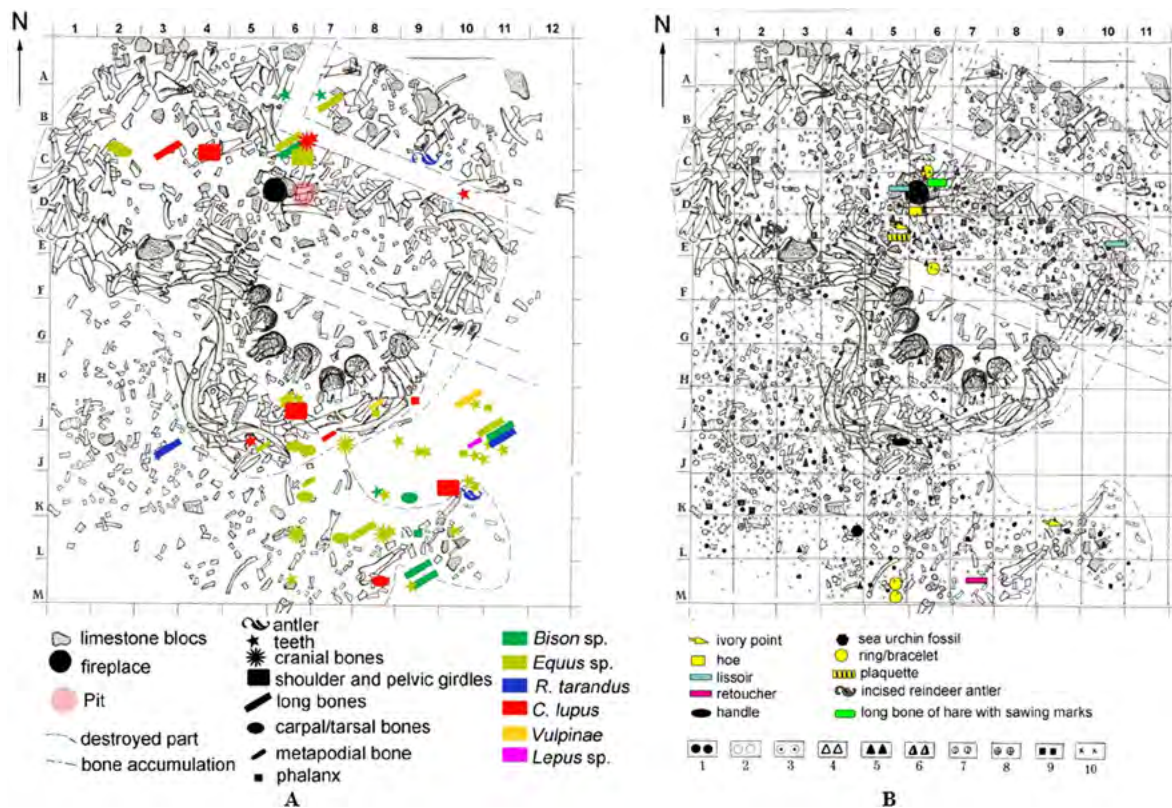 N
1 2 3 4 5 6 7 8 9 10 11 12
A
B
C
D
E
F
G
H
j
J
K
L
M
limestone blocs
fireplace
Pit
destroyed part
bone accumulation
antler
teeth
cranial bones
shoulder and pelvic girdles
long bones
carpal/tarsal bones
metapodial bone
phalanx
Bison sp.
Equus sp.
R. tarandus
C. lupus
Vulpinae
Lepus sp.
A
N
1 2 3 4 5 6 7 8 9 10 11
A
B
C
D
E
F
G
H
j
J
K
L
M
ivory point
hoe
lissoir
retoucher
handle
sea urchin fossil
ring/bracelet
plaquette
incised reindeer antler
long bone of hare with sawing marks
1 2 3 4 5 6 7 8 9 10
B